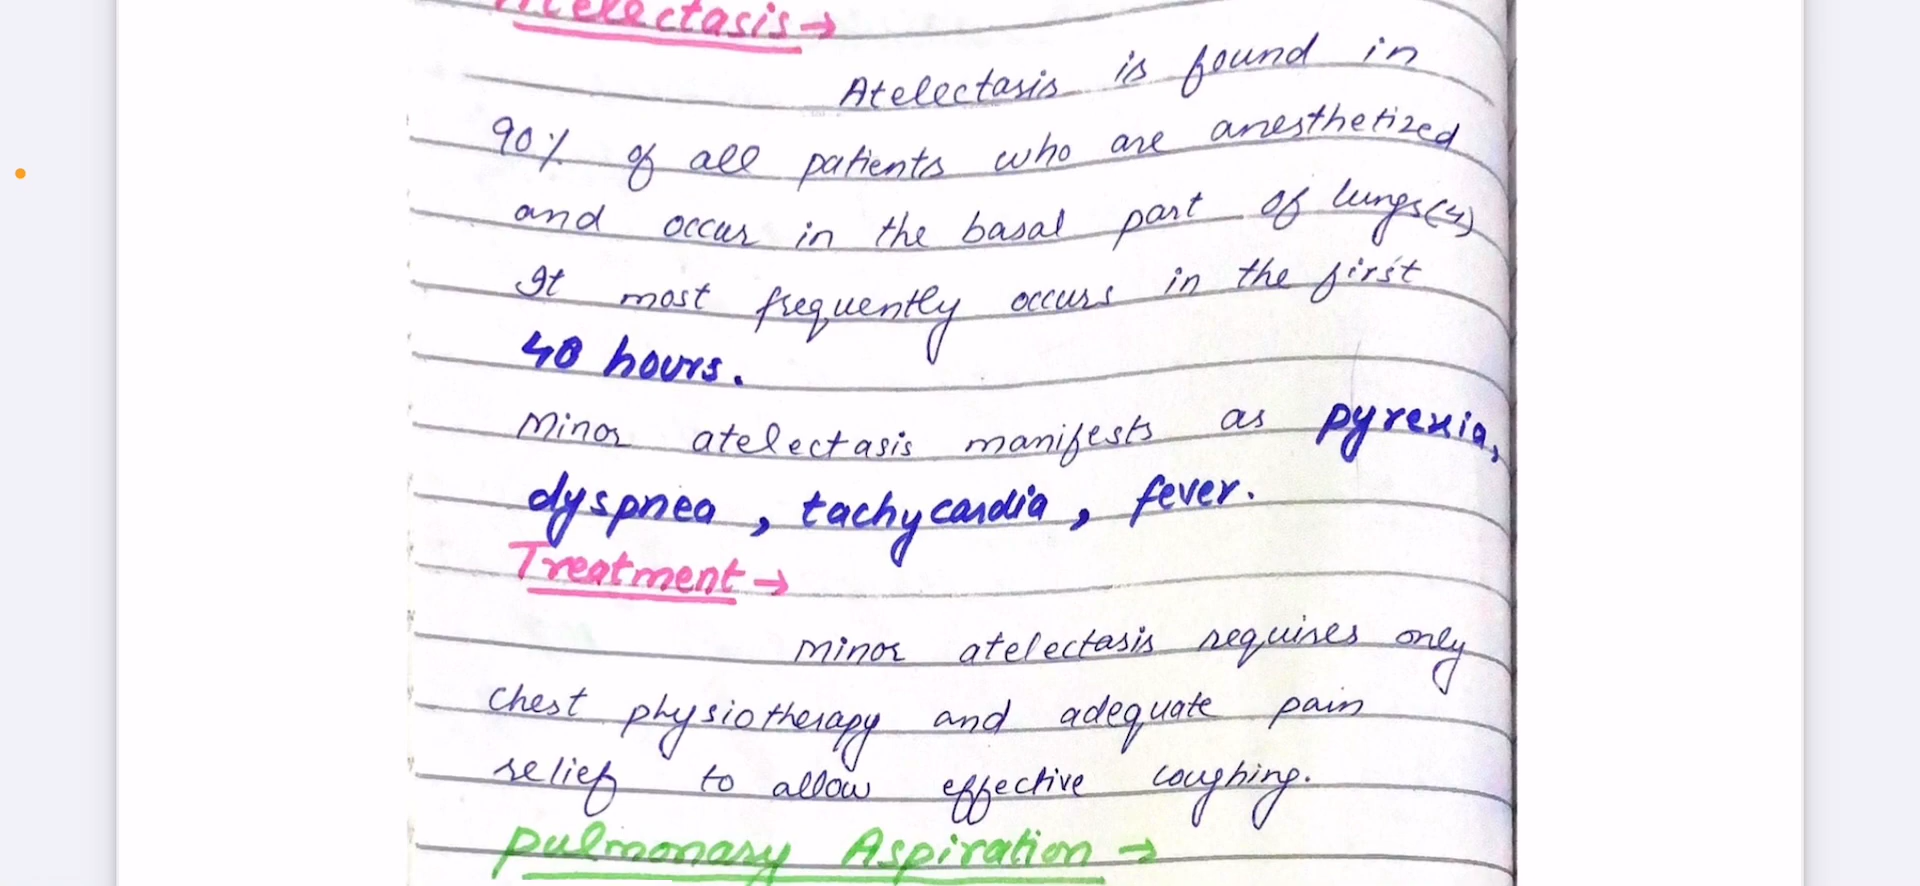 Atelectasis →
Atelectasis is found in
90% of all patients who are anesthetized
and occur in the basal part of lungs(4)
It most frequently occurs in the first
48 hours.
Minor atelectasis manifests as pyrexia,
dyspnea, tachycardia, fever.
Treatment →
Minor atelectasis requires only
chest physiotherapy and adequate pain
relief to allow effective coughing.
Pulmonary Aspiration →